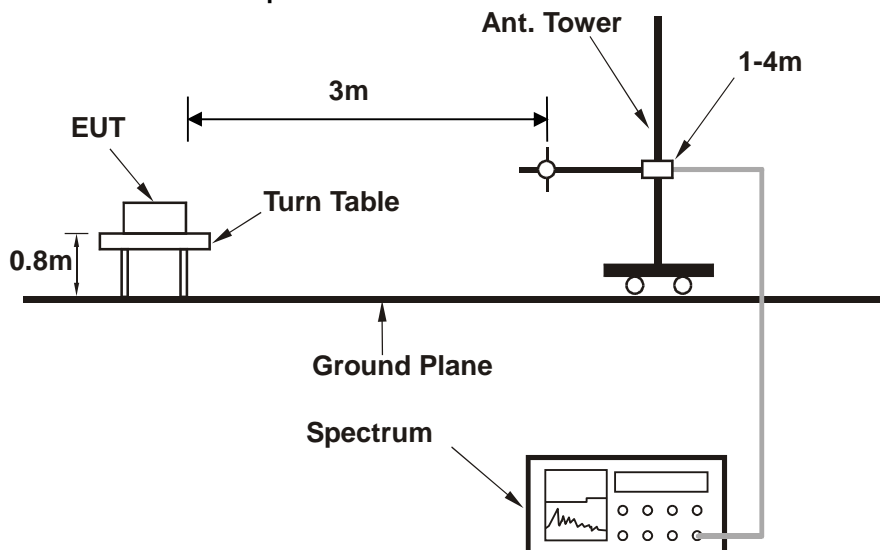 Ant. Tower
1-4m
3m
EUT
Turn Table
0.8m
Ground Plane
Spectrum